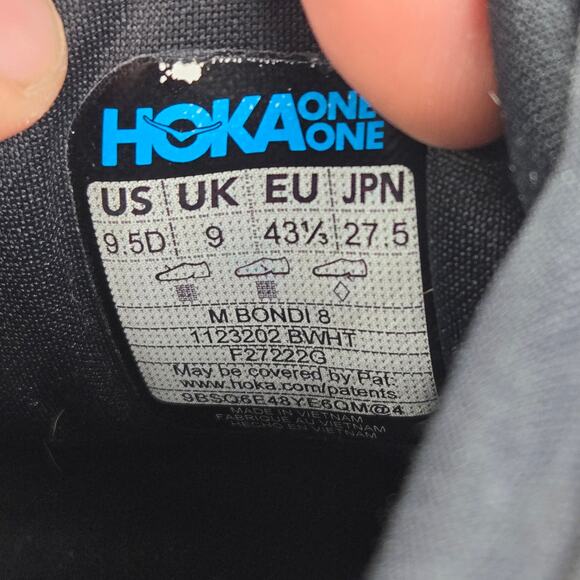 HOKA ONE ONE
US UK EU JPN
9.5D 9 43⅓ 27.5
M BONDI 8
1123202 BWHT
F27222G
May be covered by Pat:
www.hoka.com/patents
9BSQ6E48YE6QM@4
MADE IN VIETNAM
FABRIQUÉ AU VIETNAM
HECHO EN VIETNAM